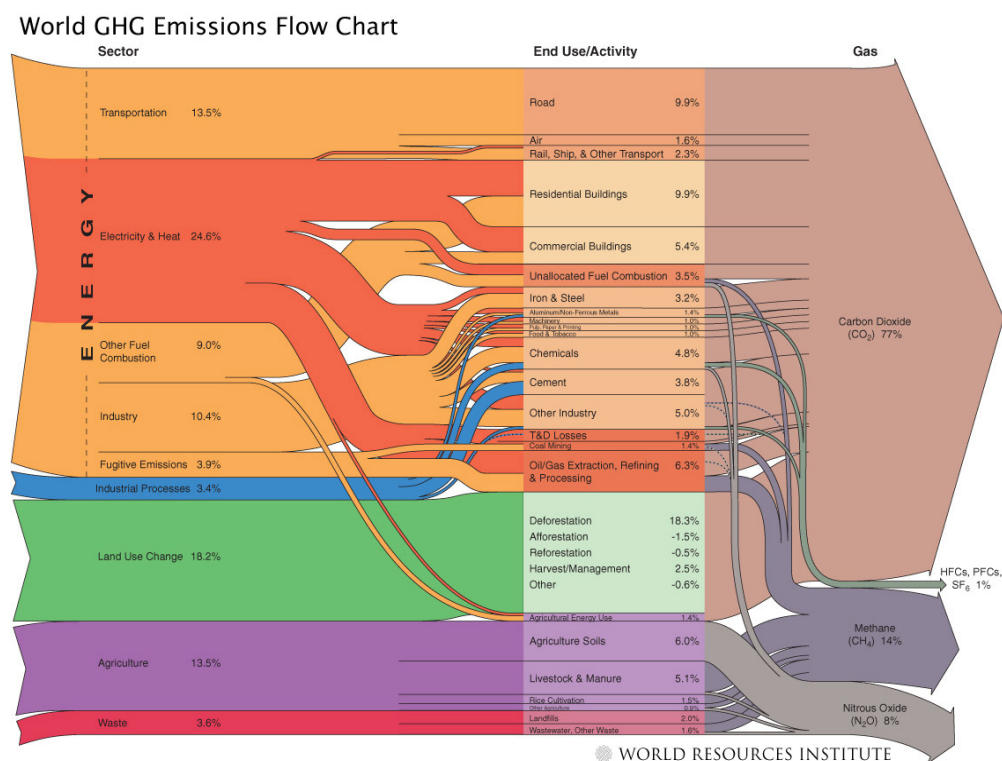 World GHG Emissions Flow Chart
Sector
End Use/Activity
Gas
ENERGY
Transportation 13.5%
Electricity & Heat 24.6%
Other Fuel
Combustion 9.0%
Industry 10.4%
Fugitive Emissions 3.9%
Industrial Processes 3.4%
Land Use Change 18.2%
Agriculture 13.5%
Waste 3.6%
Road 9.9%
Air 1.6%
Rail, Ship, & Other Transport 2.3%
Residential Buildings 9.9%
Commercial Buildings 5.4%
Unallocated Fuel Combustion 3.5%
Iron & Steel 3.2%
Aluminum/Non-Ferrous Metals 1.4%
Machinery 1.0%
Pulp, Paper & Printing 1.0%
Food & Tobacco 1.0%
Chemicals 4.8%
Cement 3.8%
Other Industry 5.0%
T&D Losses 1.9%
Coal Mining 1.4%
Oil/Gas Extraction, Refining
& Processing 6.3%
Deforestation 18.3%
Afforestation -1.5%
Reforestation -0.5%
Harvest/Management 2.5%
Other -0.6%
Agricultural Energy Use 1.4%
Agriculture Soils 6.0%
Livestock & Manure 5.1%
Rice Cultivation 1.5%
Other Agriculture 0.9%
Landfills 2.0%
Wastewater, Other Waste 1.6%
Carbon Dioxide
(CO₂) 77%
HFCs, PFCs,
SF₆ 1%
Methane
(CH₄) 14%
Nitrous Oxide
(N₂O) 8%
WORLD RESOURCES INSTITUTE